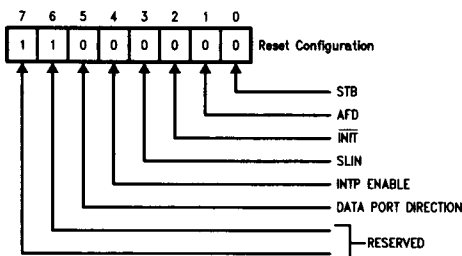 7 6 5 4 3 2 1 0
1 1 0 0 0 0 0 0 Reset Configuration
STB
AFD
INIT
SLIN
INTP ENABLE
DATA PORT DIRECTION
RESERVED